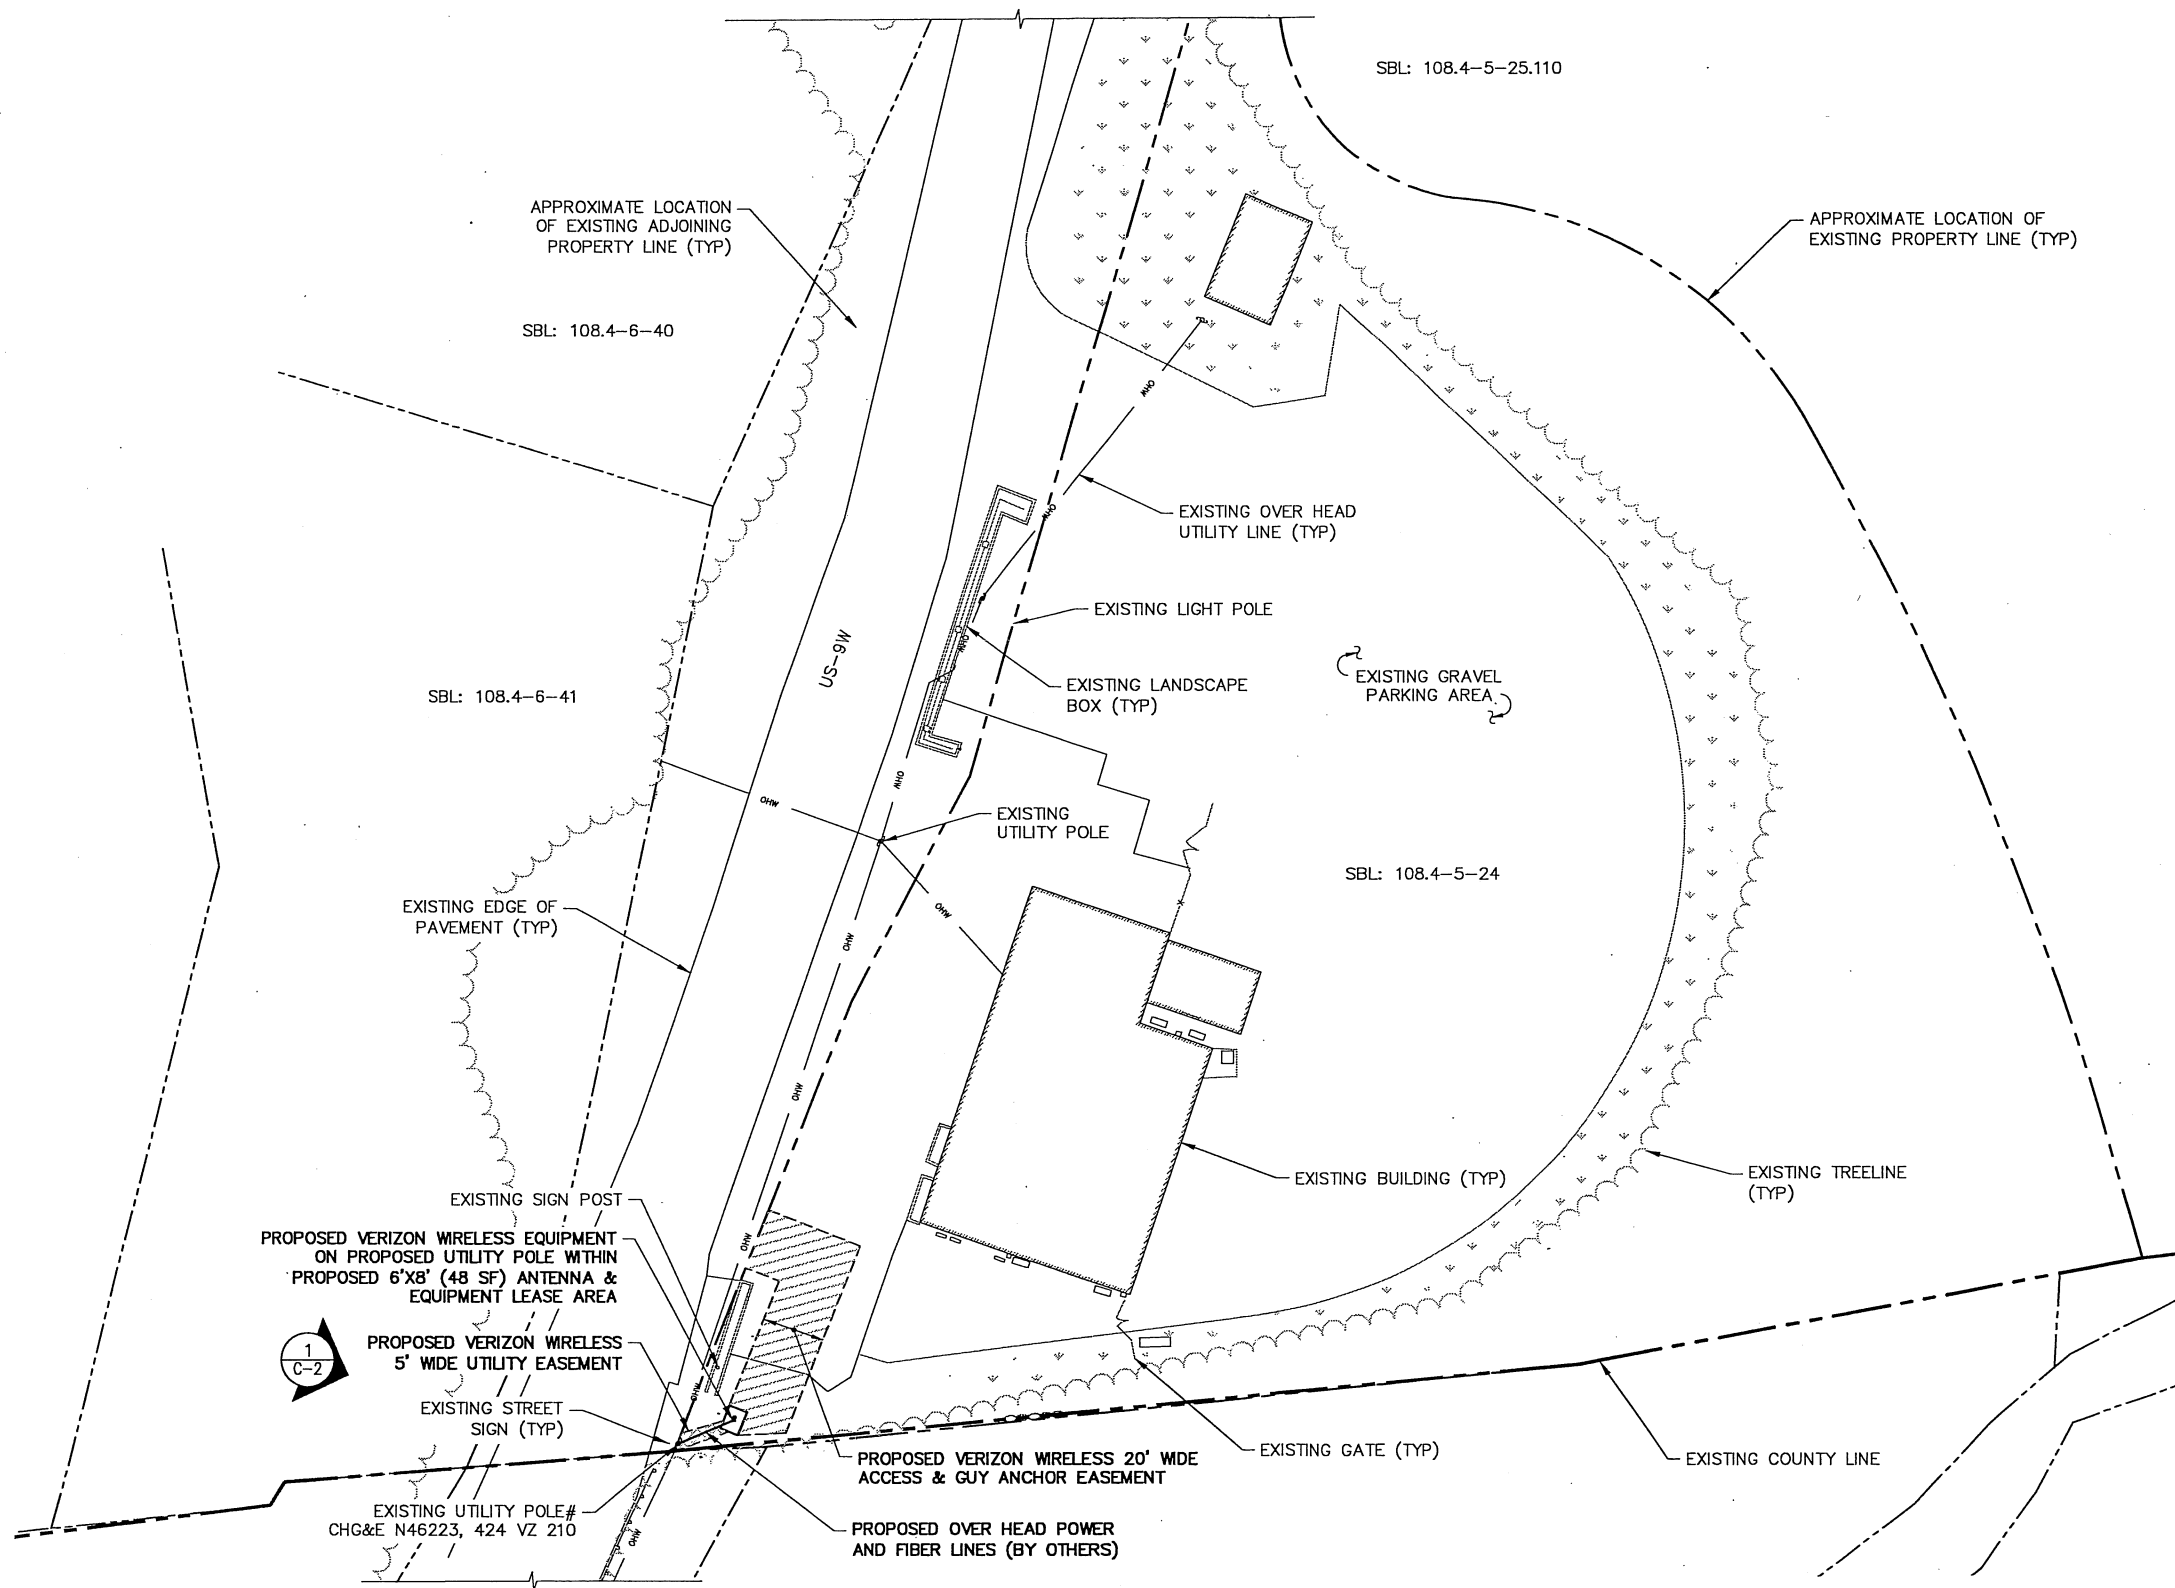 SBL: 108.4-5-25.110
APPROXIMATE LOCATION
OF EXISTING ADJOINING
PROPERTY LINE (TYP)
APPROXIMATE LOCATION OF
EXISTING PROPERTY LINE (TYP)
SBL: 108.4-6-40
OHW
EXISTING OVER HEAD
UTILITY LINE (TYP)
OHW
EXISTING LIGHT POLE
OHW
US-9W
EXISTING GRAVEL
PARKING AREA
EXISTING LANDSCAPE
BOX (TYP)
SBL: 108.4-6-41
OHW
OHW
EXISTING
UTILITY POLE
SBL: 108.4-5-24
EXISTING EDGE OF
PAVEMENT (TYP)
OHW
OHW
OHW
EXISTING BUILDING (TYP)
EXISTING TREELINE
(TYP)
EXISTING SIGN POST
OHW
PROPOSED VERIZON WIRELESS EQUIPMENT
ON PROPOSED UTILITY POLE WITHIN
PROPOSED 6'X8' (48 SF) ANTENNA &
EQUIPMENT LEASE AREA
1
C-2
PROPOSED VERIZON WIRELESS
5' WIDE UTILITY EASEMENT
OHW
EXISTING STREET
SIGN (TYP)
EXISTING GATE (TYP)
EXISTING COUNTY LINE
PROPOSED VERIZON WIRELESS 20' WIDE
ACCESS & GUY ANCHOR EASEMENT
EXISTING UTILITY POLE#
CHG&E N46223, 424 VZ 210
OHW
PROPOSED OVER HEAD POWER
AND FIBER LINES (BY OTHERS)